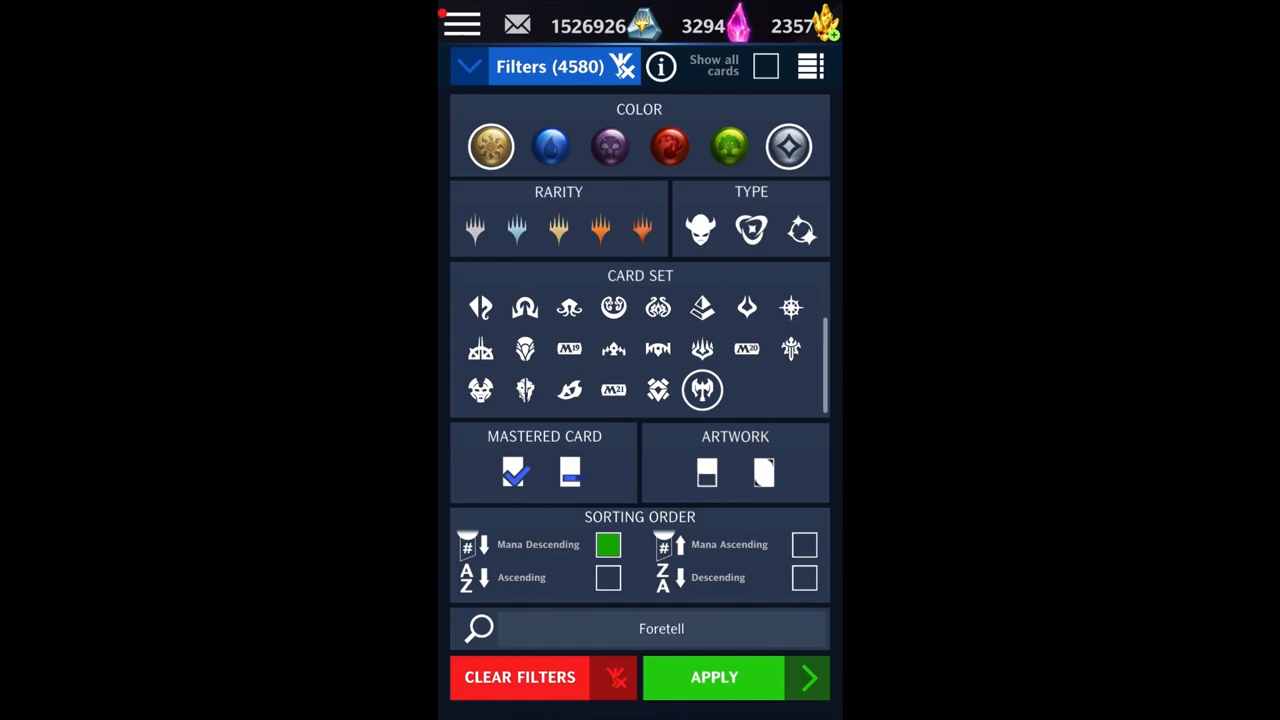 1526926 3294 2357
Filters (4580) i Show all cards
COLOR
RARITY TYPE
CARD SET
M19 M20
M21
MASTERED CARD ARTWORK
SORTING ORDER
# Mana Descending # Mana Ascending
A Z Ascending Z A Descending
Foretell
CLEAR FILTERS APPLY